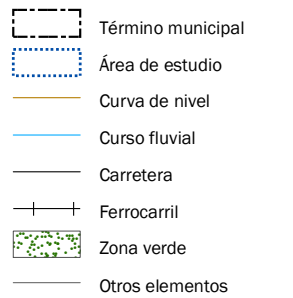 Término municipal
Área de estudio
Curva de nivel
Curso fluvial
Carretera
Ferrocarril
Zona verde
Otros elementos